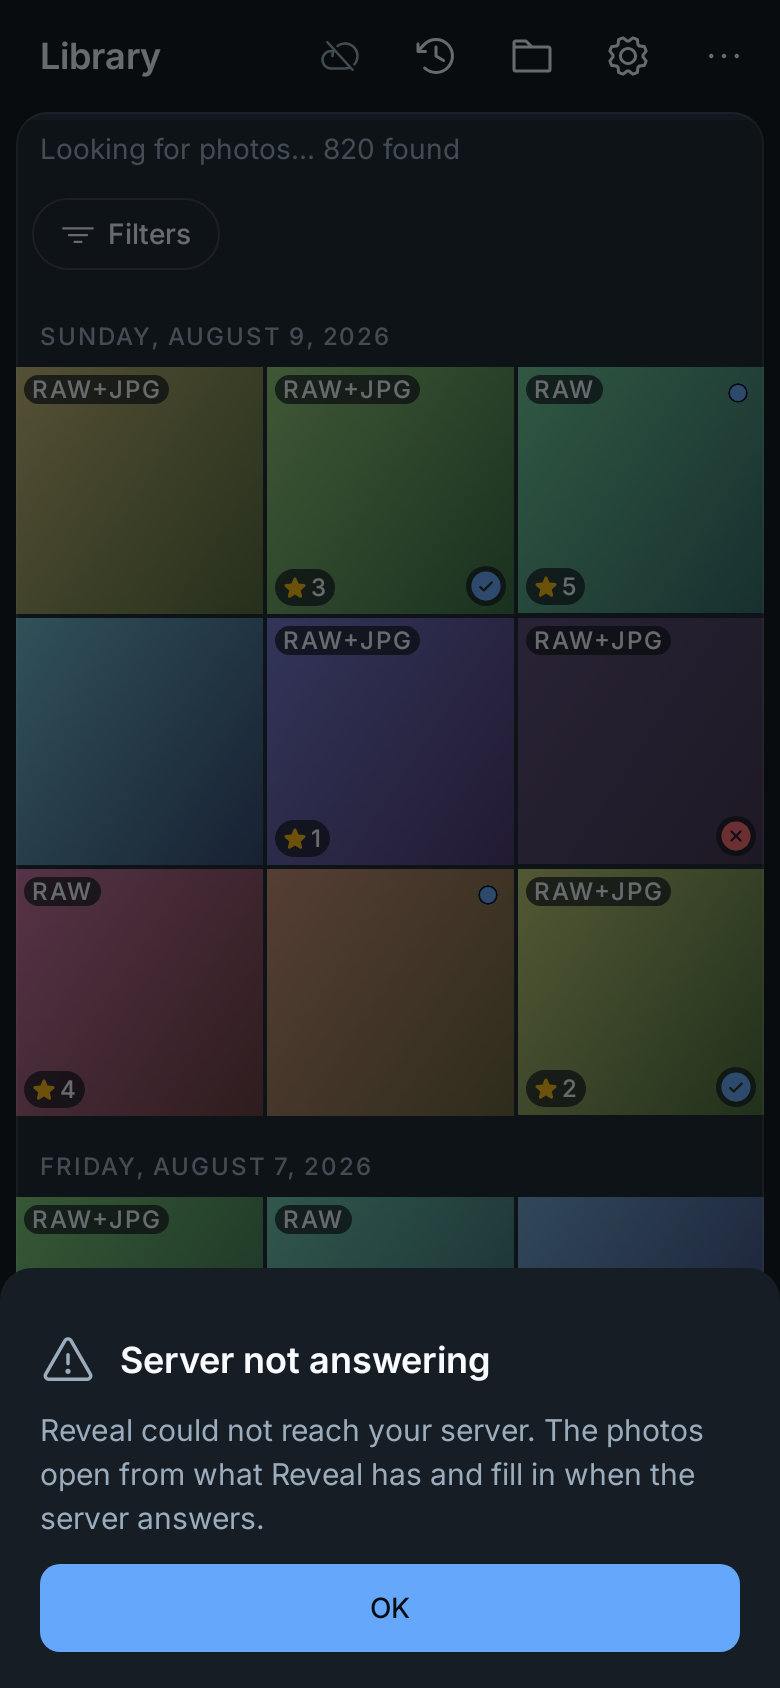 Library
Looking for photos... 820 found
Filters
SUNDAY, AUGUST 9, 2026
RAW+JPG
RAW+JPG
3
RAW
5
RAW+JPG
1
RAW+JPG
RAW
4
RAW+JPG
2
FRIDAY, AUGUST 7, 2026
RAW+JPG
RAW
Server not answering
Reveal could not reach your server. The photos
open from what Reveal has and fill in when the
server answers.
OK